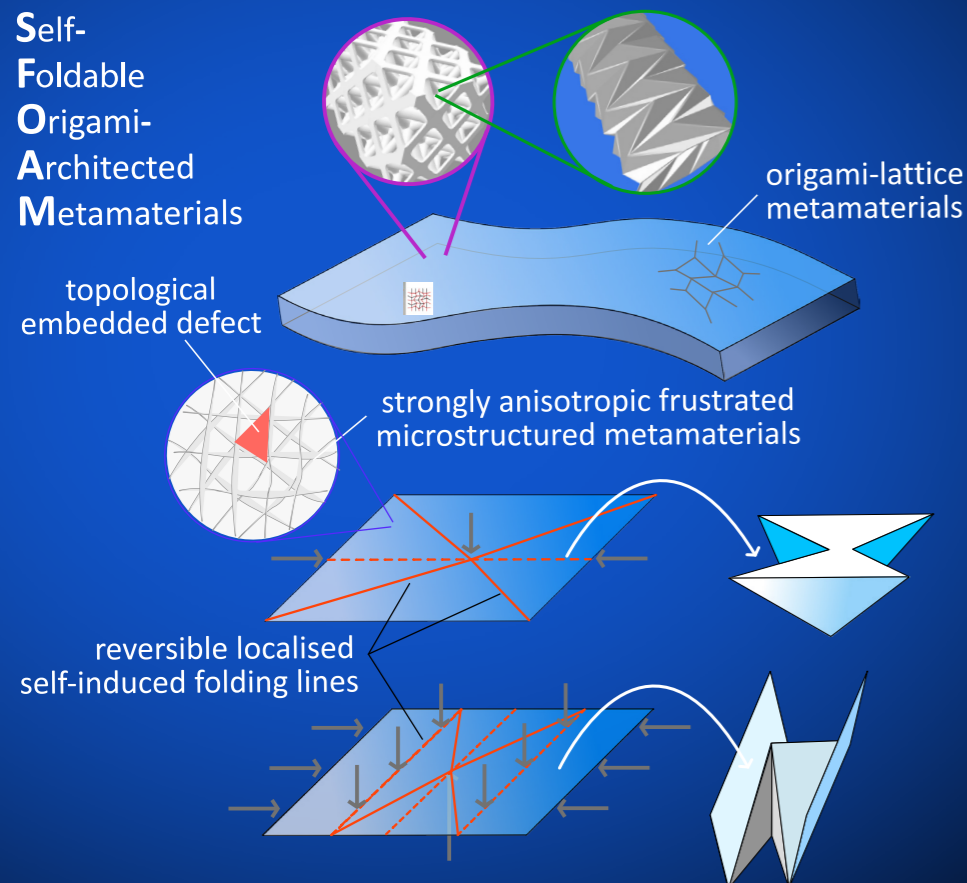 Self-
Foldable
Origami-
Architected
Metamaterials
origami-lattice
metamaterials
topological
embedded defect
strongly anisotropic frustrated
microstructured metamaterials
reversible localised
self-induced folding lines